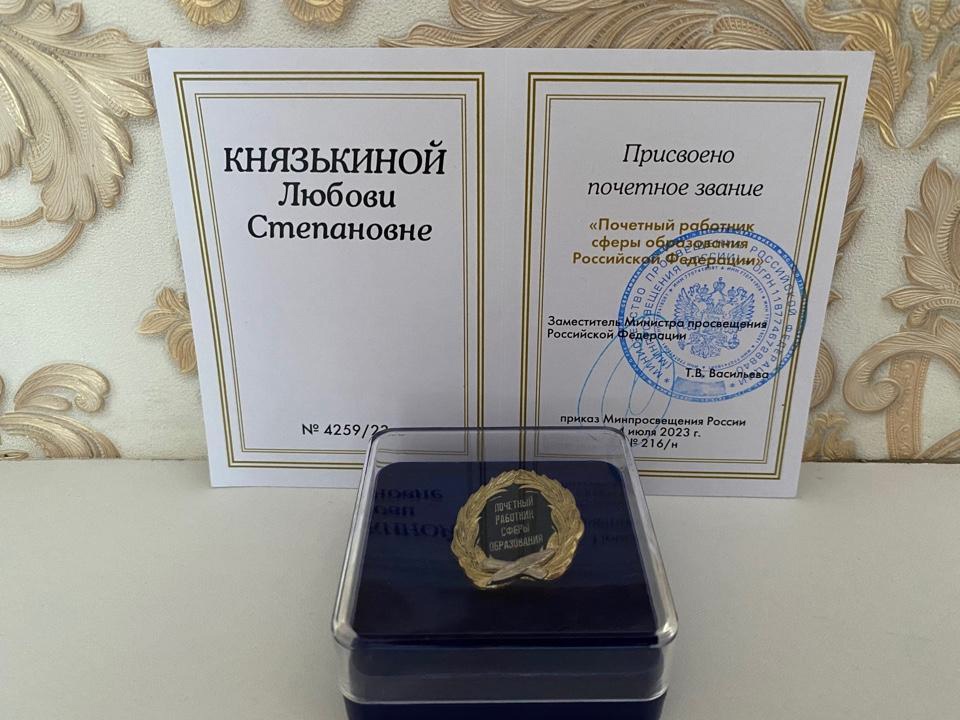 КНЯЗЬКИНОЙ
Любови
Степановне
№ 4259/23
Присвоено
почетное звание
«Почетный работник
сферы образования
Российской Федерации»
Заместитель Министра просвещения
Российской Федерации
Т.В. Васильева
приказ Минпросвещения России
июля 2023 г.
№ 216/н
ПОЧЕТНЫЙ
РАБОТНИК
СФЕРЫ
ОБРАЗОВАНИЯ